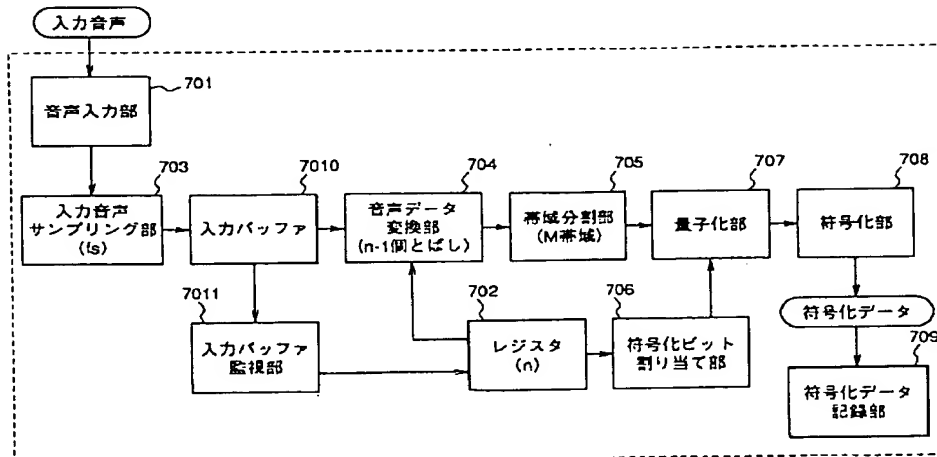 入力音声
701
音声入力部
703
入力音声
サンプリング部
(fs)
7010
入力バッファ
704
音声データ
変換部
(n-1個とばし)
705
帯域分割部
(M帯域)
707
量子化部
708
符号化部
7011
入力バッファ
監視部
702
レジスタ
(n)
706
符号化ビット
割り当て部
符号化データ
709
符号化データ
記録部